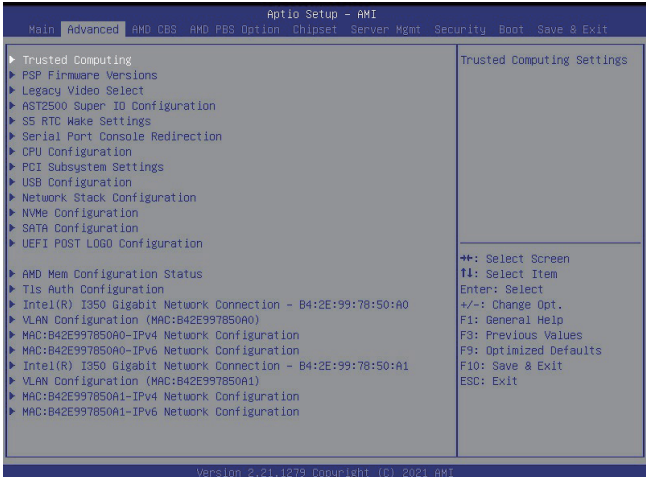 Aptio Setup – AMI
Main Advanced AMD CBS AMD PBS Option Chipset Server Mgmt Security Boot Save & Exit
Trusted Computing
PSP Firmware Versions
Legacy Video Select
AST2500 Super IO Configuration
S5 RTC Wake Settings
Serial Port Console Redirection
CPU Configuration
PCI Subsystem Settings
USB Configuration
Network Stack Configuration
NVMe Configuration
SATA Configuration
UEFI POST LOGO Configuration
AMD Mem Configuration Status
Tls Auth Configuration
Intel(R) I350 Gigabit Network Connection – B4:2E:99:78:50:A0
VLAN Configuration (MAC:B42E997850A0)
MAC:B42E997850A0-IPv4 Network Configuration
MAC:B42E997850A0-IPv6 Network Configuration
Intel(R) I350 Gigabit Network Connection – B4:2E:99:78:50:A1
VLAN Configuration (MAC:B42E997850A1)
MAC:B42E997850A1-IPv4 Network Configuration
MAC:B42E997850A1-IPv6 Network Configuration
Trusted Computing Settings
→←: Select Screen
↑↓: Select Item
Enter: Select
+/-: Change Opt.
F1: General Help
F3: Previous Values
F9: Optimized Defaults
F10: Save & Exit
ESC: Exit
Version 2.21.1279 Copyright (C) 2021 AMI